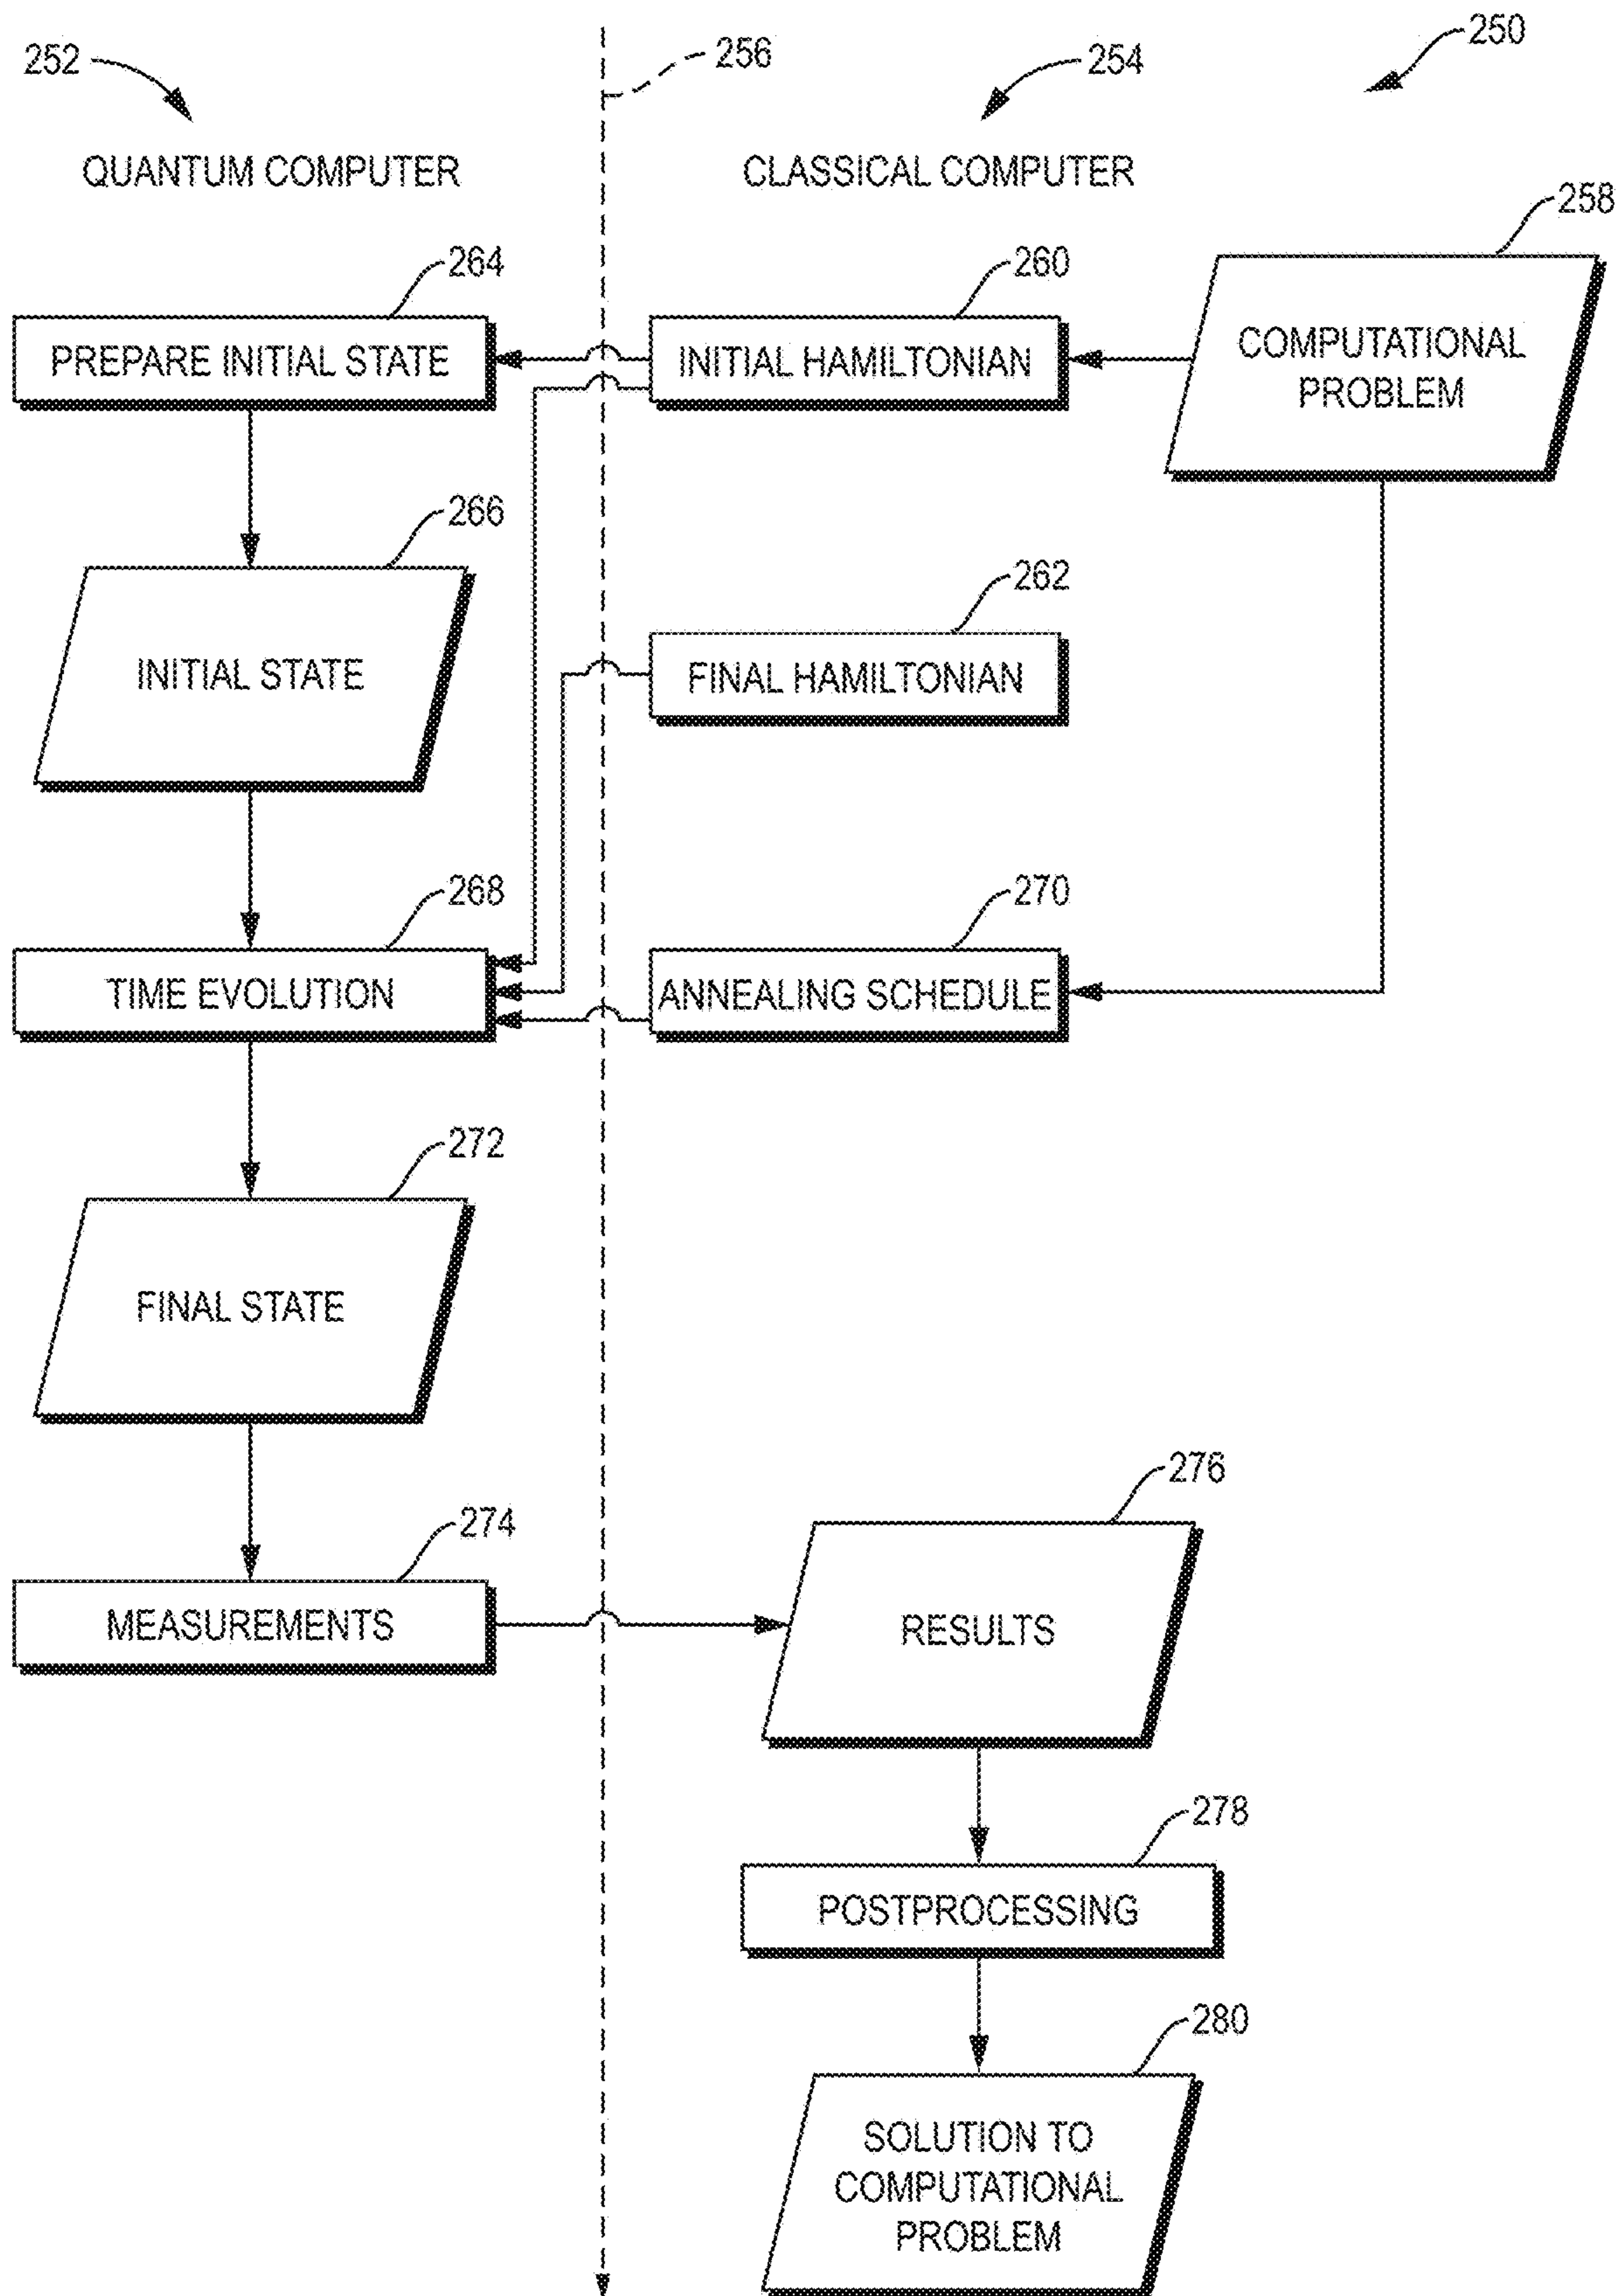 252
256
254
250
QUANTUM COMPUTER
CLASSICAL COMPUTER
258
264
260
PREPARE INITIAL STATE
INITIAL HAMILTONIAN
COMPUTATIONAL
PROBLEM
266
262
INITIAL STATE
FINAL HAMILTONIAN
268
270
TIME EVOLUTION
ANNEALING SCHEDULE
272
FINAL STATE
276
274
MEASUREMENTS
RESULTS
278
POSTPROCESSING
280
SOLUTION TO
COMPUTATIONAL
PROBLEM